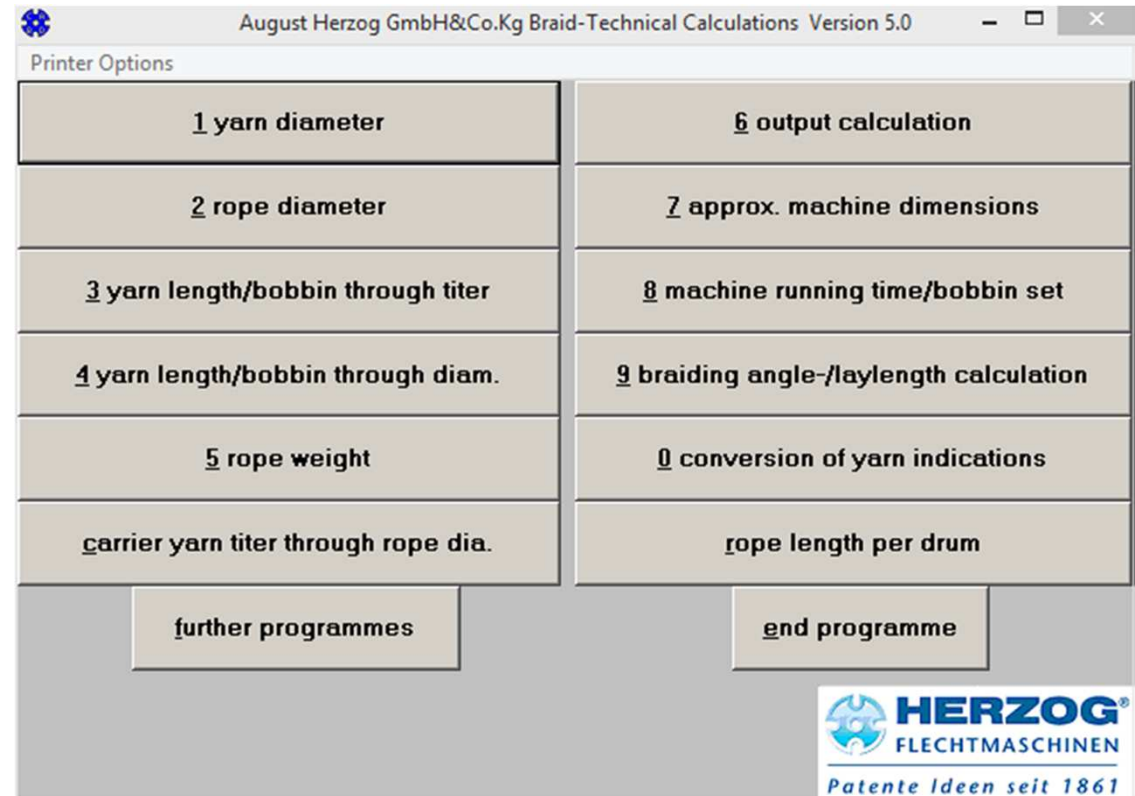 August Herzog GmbH&Co.Kg Braid-Technical Calculations Version 5.0
Printer Options
1 yarn diameter
6 output calculation
2 rope diameter
7 approx. machine dimensions
3 yarn length/bobbin through titer
8 machine running time/bobbin set
4 yarn length/bobbin through diam.
9 braiding angle-/laylength calculation
5 rope weight
0 conversion of yarn indications
carrier yarn titer through rope dia.
rope length per drum
further programmes
end programme
HERZOG®
FLECHTMASCHINEN
Patente Ideen seit 1861